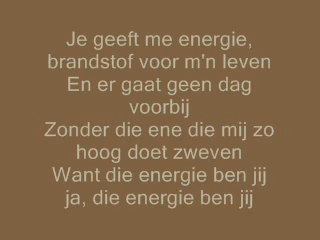 Je geeft me energie,
brandstof voor m'n leven
En er gaat geen dag
voorbij
Zonder die ene die mij zo
hoog doet zweven
Want die energie ben jij
ja, die energie ben jij